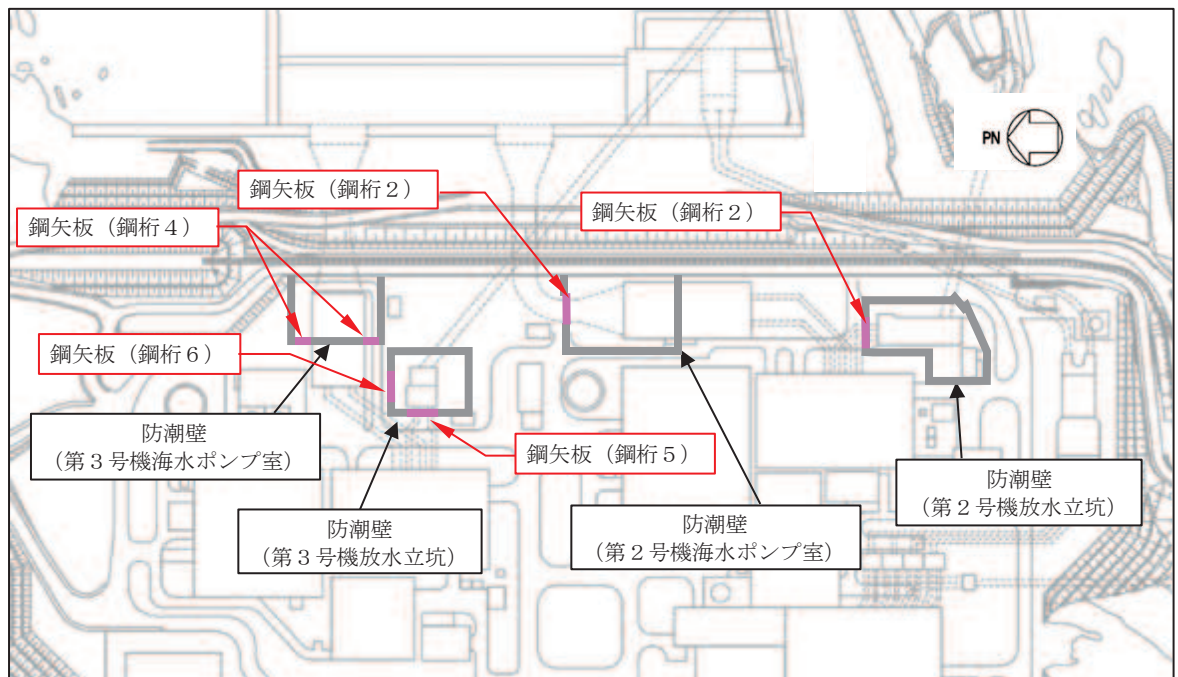 PN
鋼矢板（鋼桁２）
鋼矢板（鋼桁２）
鋼矢板（鋼桁４）
鋼矢板（鋼桁６）
鋼矢板（鋼桁５）
防潮壁
（第３号機海水ポンプ室）
防潮壁
（第３号機放水立坑）
防潮壁
（第２号機海水ポンプ室）
防潮壁
（第２号機放水立坑）